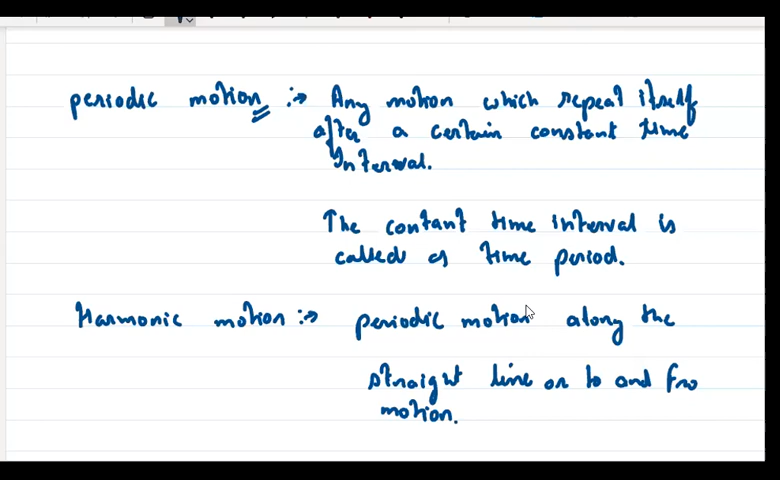 periodic motion :→ Any motion which repeat itself
after a certain constant time
Interval.
The contant time interval is
called as time period.
Harmonic motion :→ periodic motion along the
straight line or to and fro
motion.